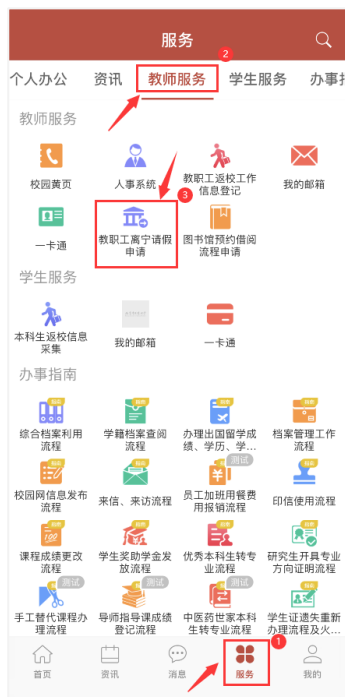 服务
2
个人办公 资讯 教师服务 学生服务 办事指
教师服务
校园黄页 人事系统 教职工返校工作 我的邮箱
信息登记
3
一卡通 教职工离宁请假 图书馆预约借阅
申请 流程申请
学生服务
本科生返校信息 我的邮箱 一卡通
采集
办事指南
综合档案利用 学籍档案查阅 办理出国留学成 档案管理工作
流程 流程 绩、学历、学... 流程
测试
校园网信息发布 来信、来访流程 员工加班用餐费 印信使用流程
流程 用报销流程
课程成绩更改 学生奖助学金发 优秀本科生转专 研究生开具专业
流程 放流程 业流程 方向证明流程
测试 测试
手工替代课程办 导师指导课成绩 中医药世家本科 学生证遗失重新
理流程 登记流程 生转专业流程 办理流程及火...
1
首页 资讯 消息 服务 我的